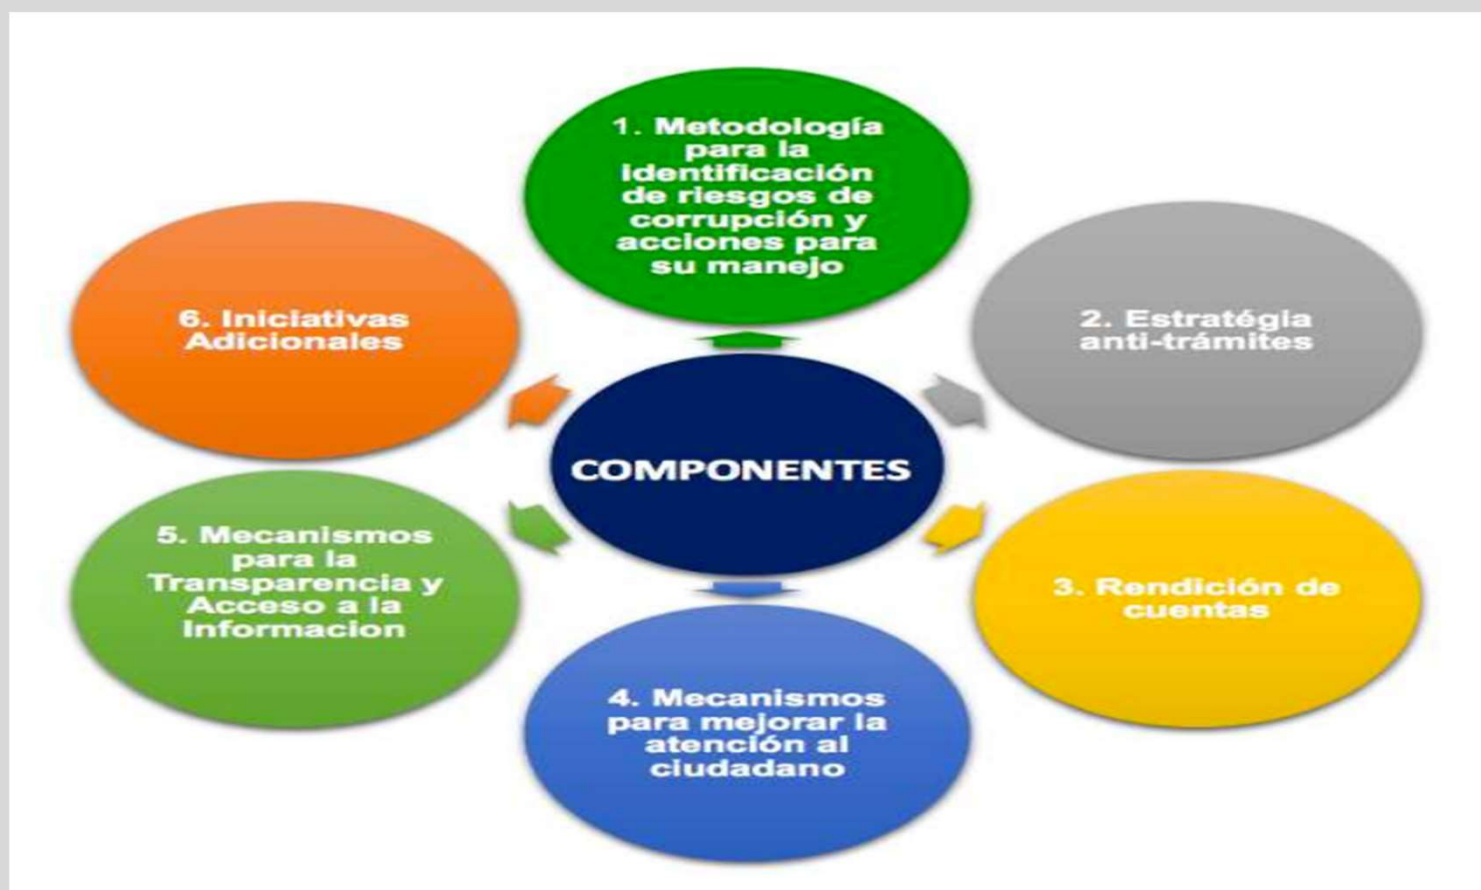 1. Metodología
para la
identificación
de riesgos de
corrupción y
acciones para
su manejo
2. Estratégia
anti-trámites
3. Rendición de
cuentas
4. Mecanismos
para mejorar la
atención al
ciudadano
5. Mecanismos
para la
Transparencia y
Acceso a la
Informacion
6. Iniciativas
Adicionales
COMPONENTES